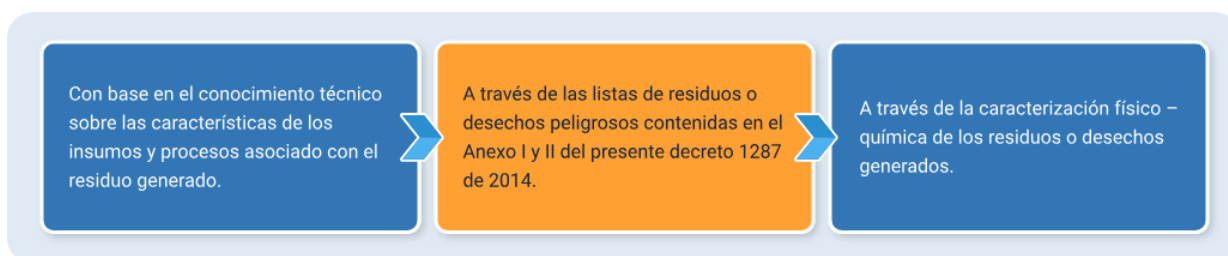 Con base en el conocimiento técnico
sobre las características de los
insumos y procesos asociado con el
residuo generado.
A través de las listas de residuos o
desechos peligrosos contenidas en el
Anexo I y II del presente decreto 1287
de 2014.
A través de la caracterización físico –
química de los residuos o desechos
generados.